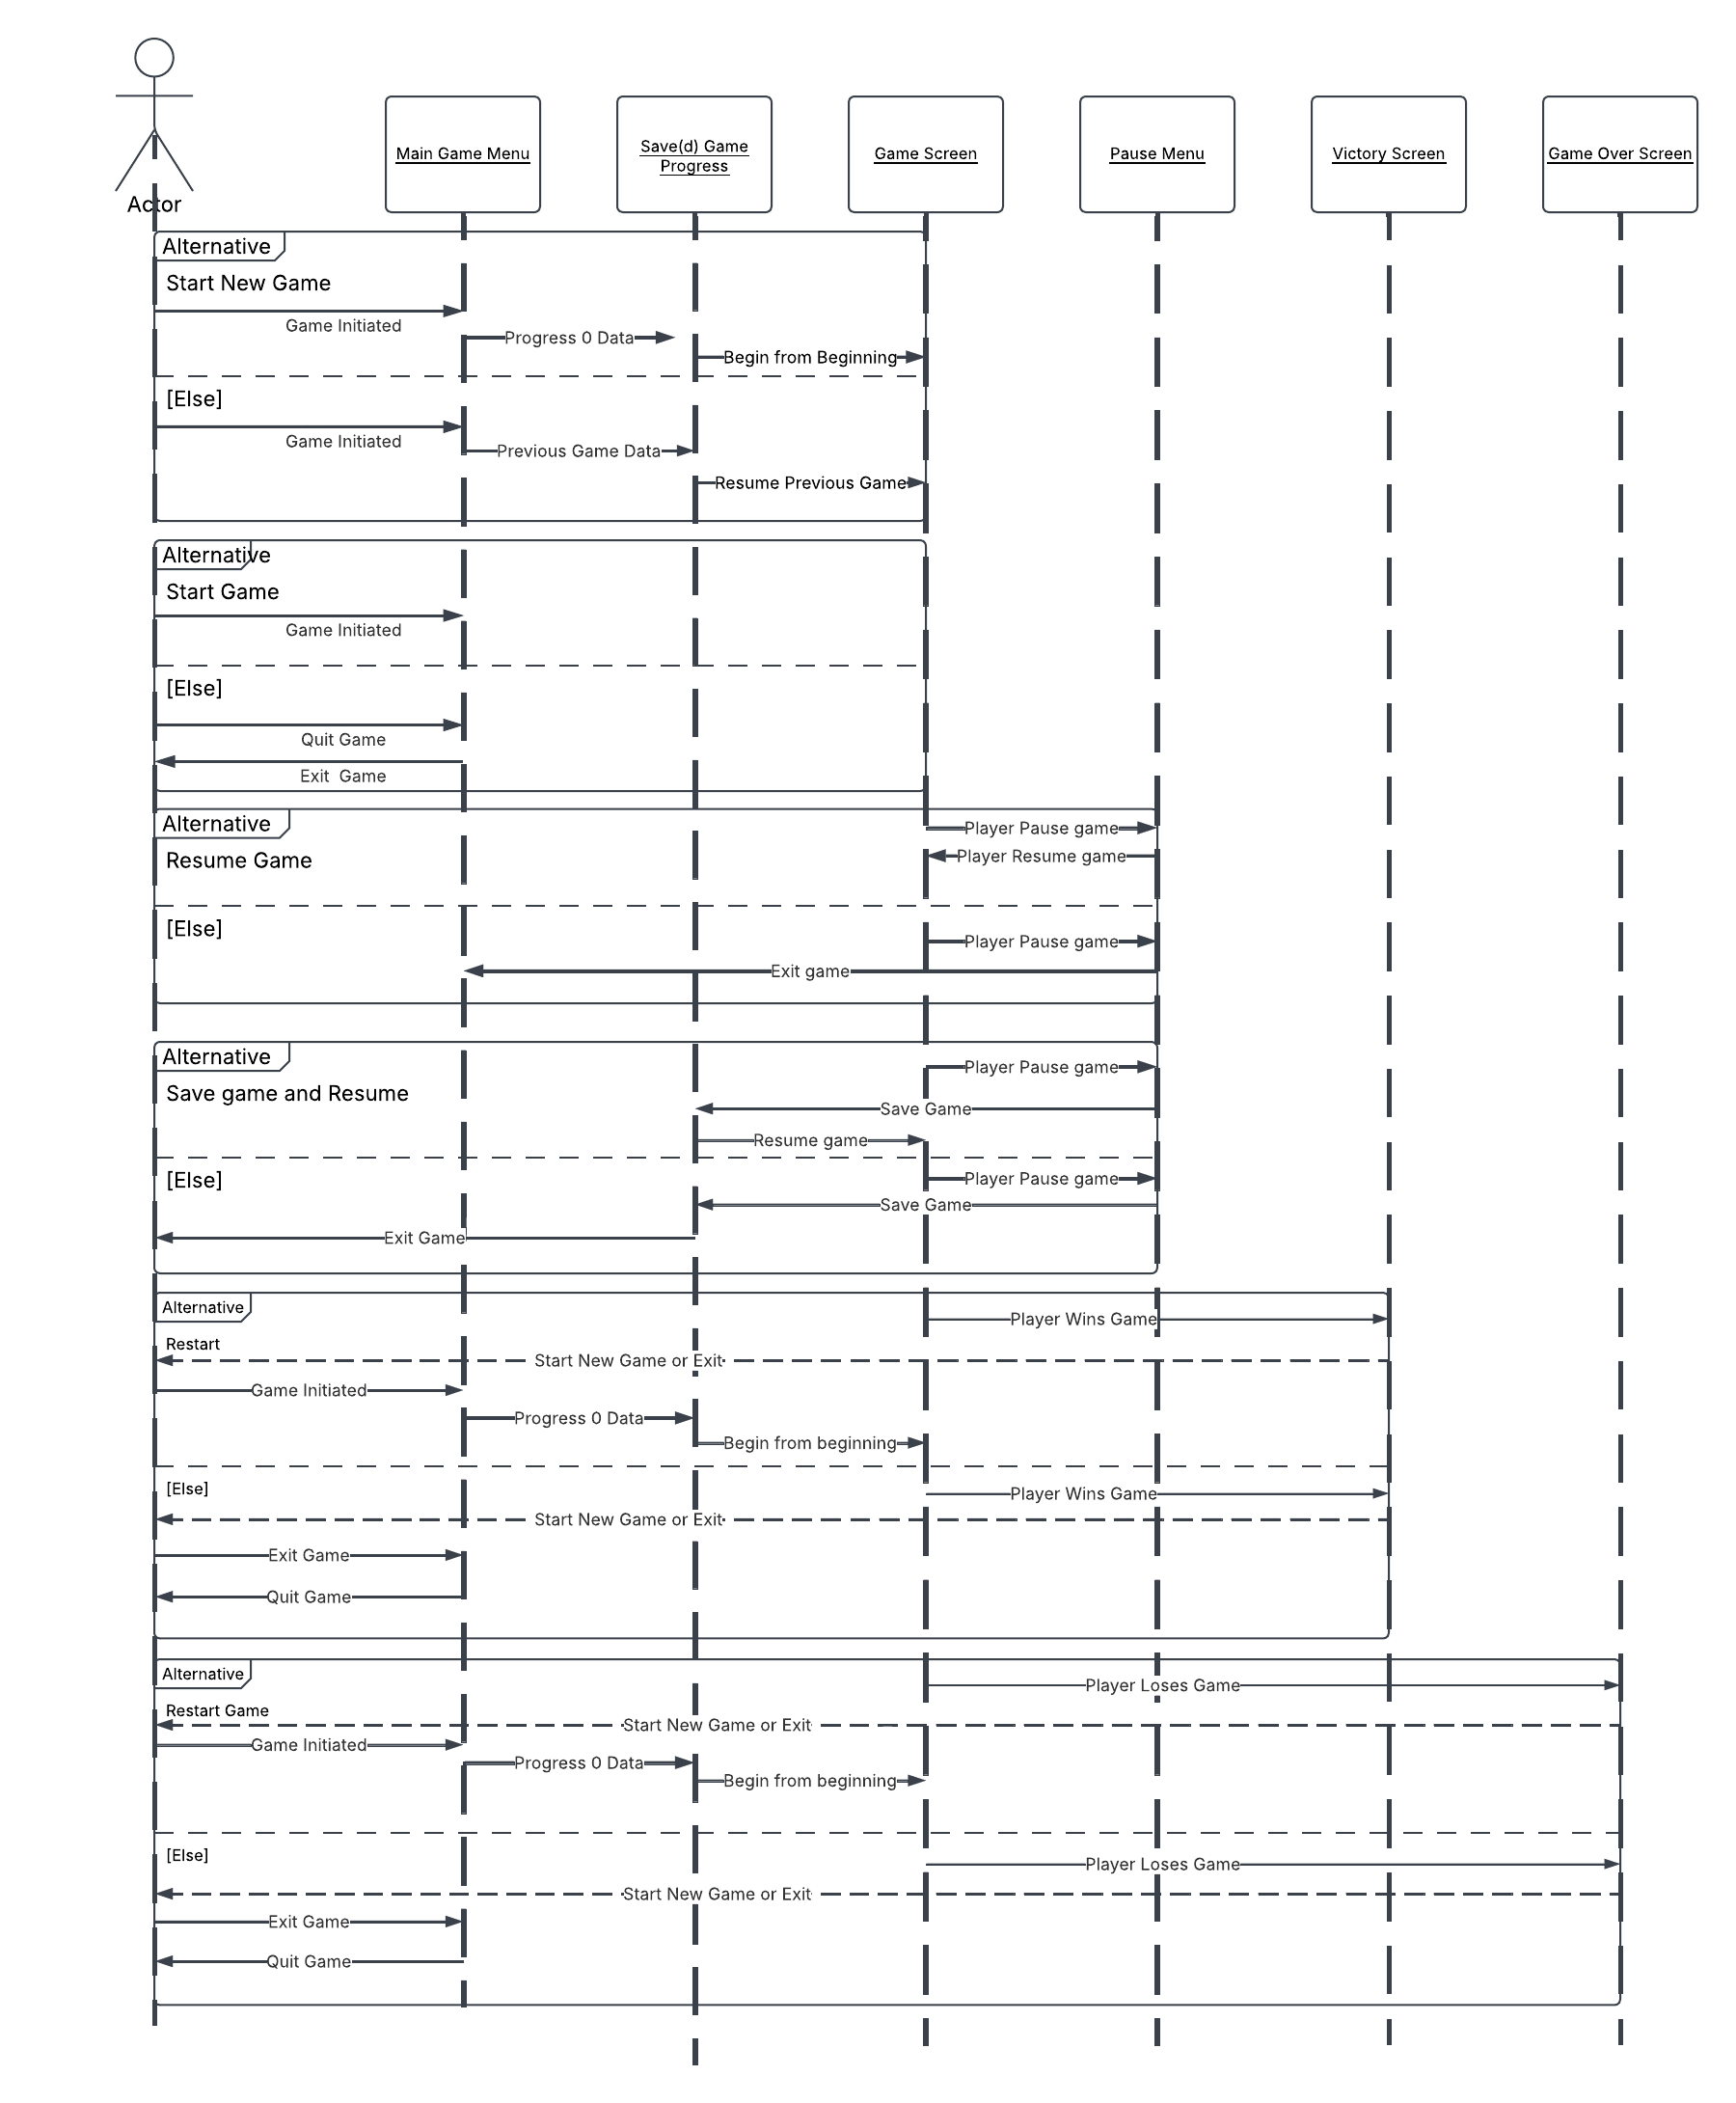 Actor
Main Game Menu
Save(d) Game
Progress
Game Screen
Pause Menu
Victory Screen
Game Over Screen
Alternative
Start New Game
Game Initiated
Progress 0 Data
Begin from Beginning
[Else]
Game Initiated
Previous Game Data
Resume Previous Game
Alternative
Start Game
Game Initiated
[Else]
Quit Game
Exit Game
Alternative
Player Pause game
Resume Game
Player Resume game
[Else]
Player Pause game
Exit game
Alternative
Player Pause game
Save game and Resume
Save Game
Resume game
[Else]
Player Pause game
Save Game
Exit Game
Alternative
Player Wins Game
Restart
Start New Game or Exit
Game Initiated
Progress 0 Data
Begin from beginning
[Else]
Player Wins Game
Start New Game or Exit
Exit Game
Quit Game
Alternative
Player Loses Game
Restart Game
Start New Game or Exit
Game Initiated
Progress 0 Data
Begin from beginning
[Else]
Player Loses Game
Start New Game or Exit
Exit Game
Quit Game